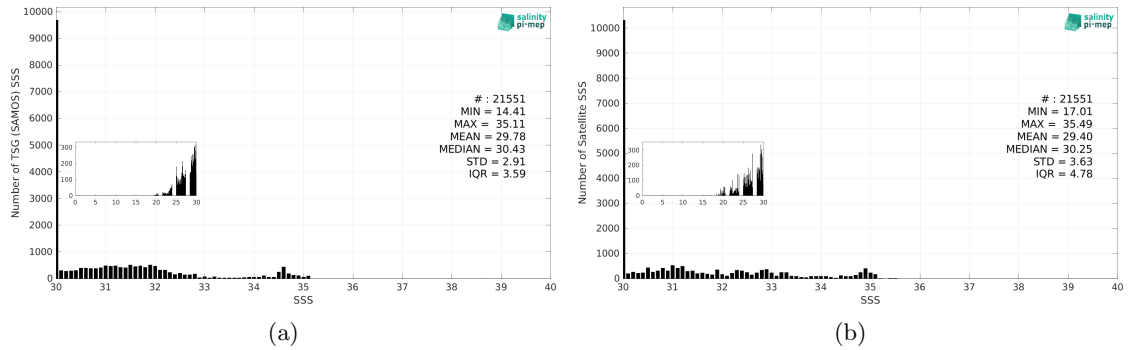 10000
9000
8000
7000
6000
5000
4000
3000
2000
1000
0
Number of TSG (SAMOS) SSS
salinity
pi-mep
# : 21551
MIN = 14.41
MAX = 35.11
MEAN = 29.78
MEDIAN = 30.43
STD = 2.91
IQR = 3.59
300
200
100
0
0 5 10 15 20 25 30
30 31 32 33 34 35 36 37 38 39 40
SSS
(a)
10000
9000
8000
7000
6000
5000
4000
3000
2000
1000
0
Number of Satellite SSS
salinity
pi-mep
# : 21551
MIN = 17.01
MAX = 35.49
MEAN = 29.40
MEDIAN = 30.25
STD = 3.63
IQR = 4.78
300
200
100
0
0 5 10 15 20 25 30
30 31 32 33 34 35 36 37 38 39 40
SSS
(b)